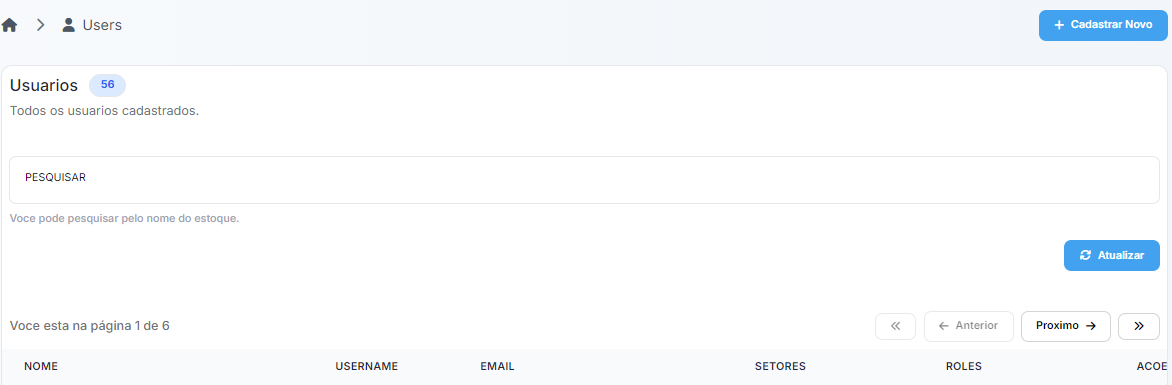 Users
+ Cadastrar Novo
Usuarios 56
Todos os usuarios cadastrados.
PESQUISAR
Voce pode pesquisar pelo nome do estoque.
Atualizar
Voce esta na página 1 de 6
« ← Anterior Proximo → »
NOME USERNAME EMAIL SETORES ROLES ACOE